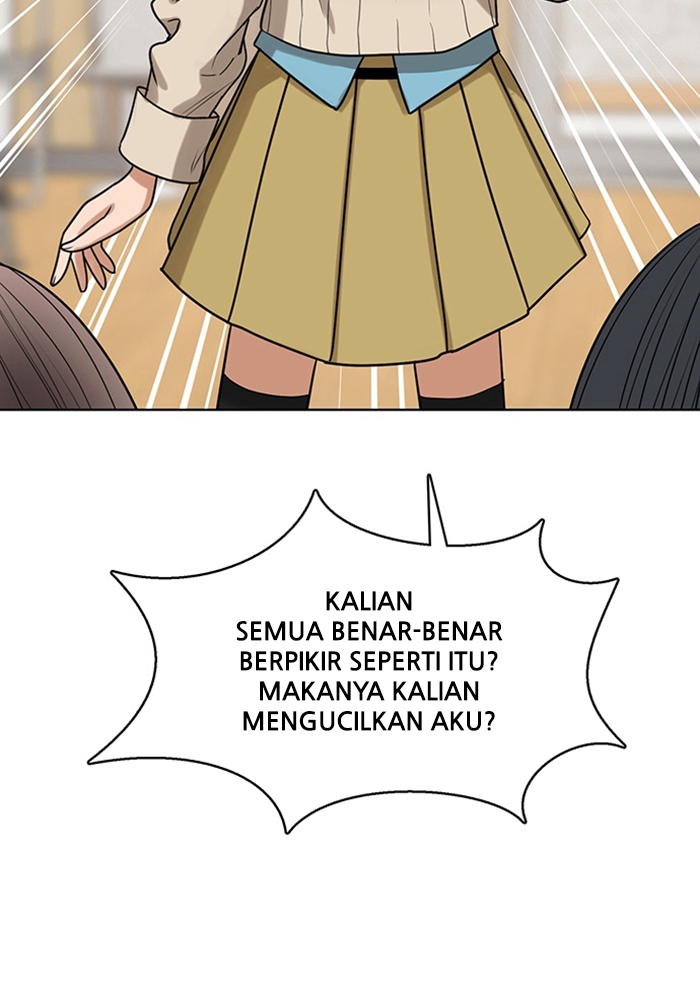 KALIAN
SEMUA BENAR-BENAR
BERPIKIR SEPERTI ITU?
MAKANYA KALIAN
MENGUCILKAN AKU?